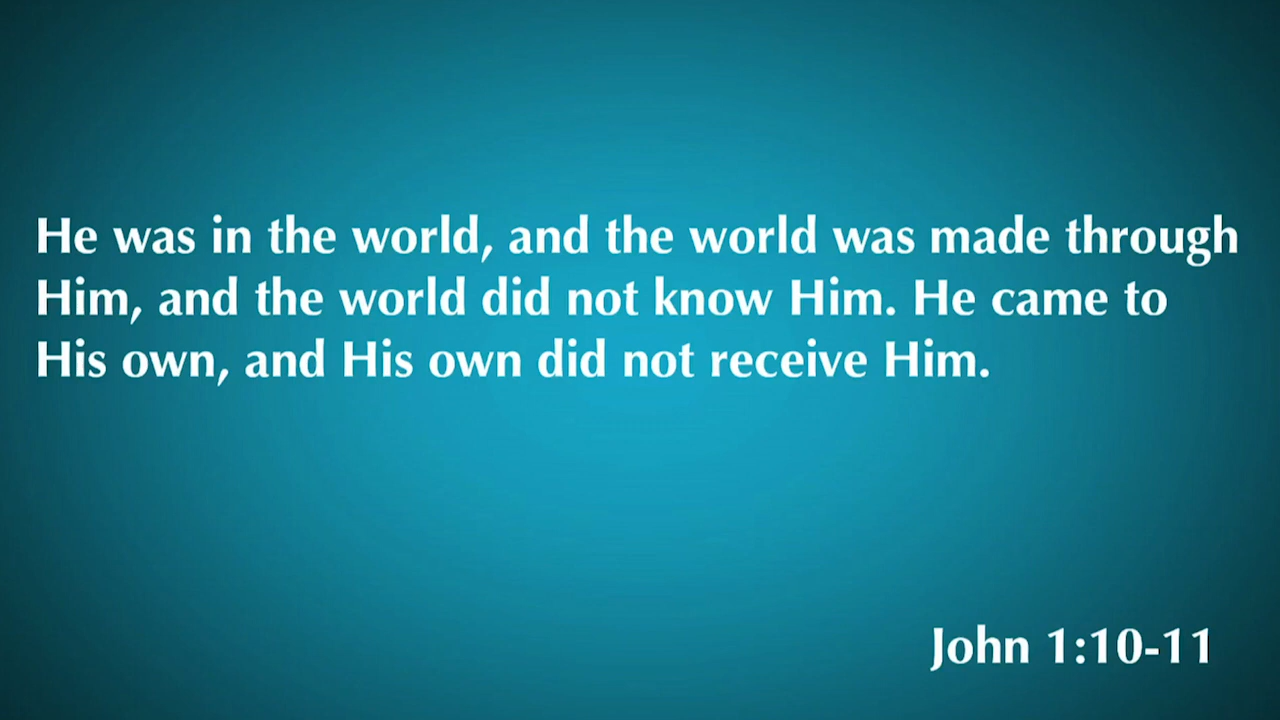 He was in the world, and the world was made through
Him, and the world did not know Him. He came to
His own, and His own did not receive Him.
John 1:10-11